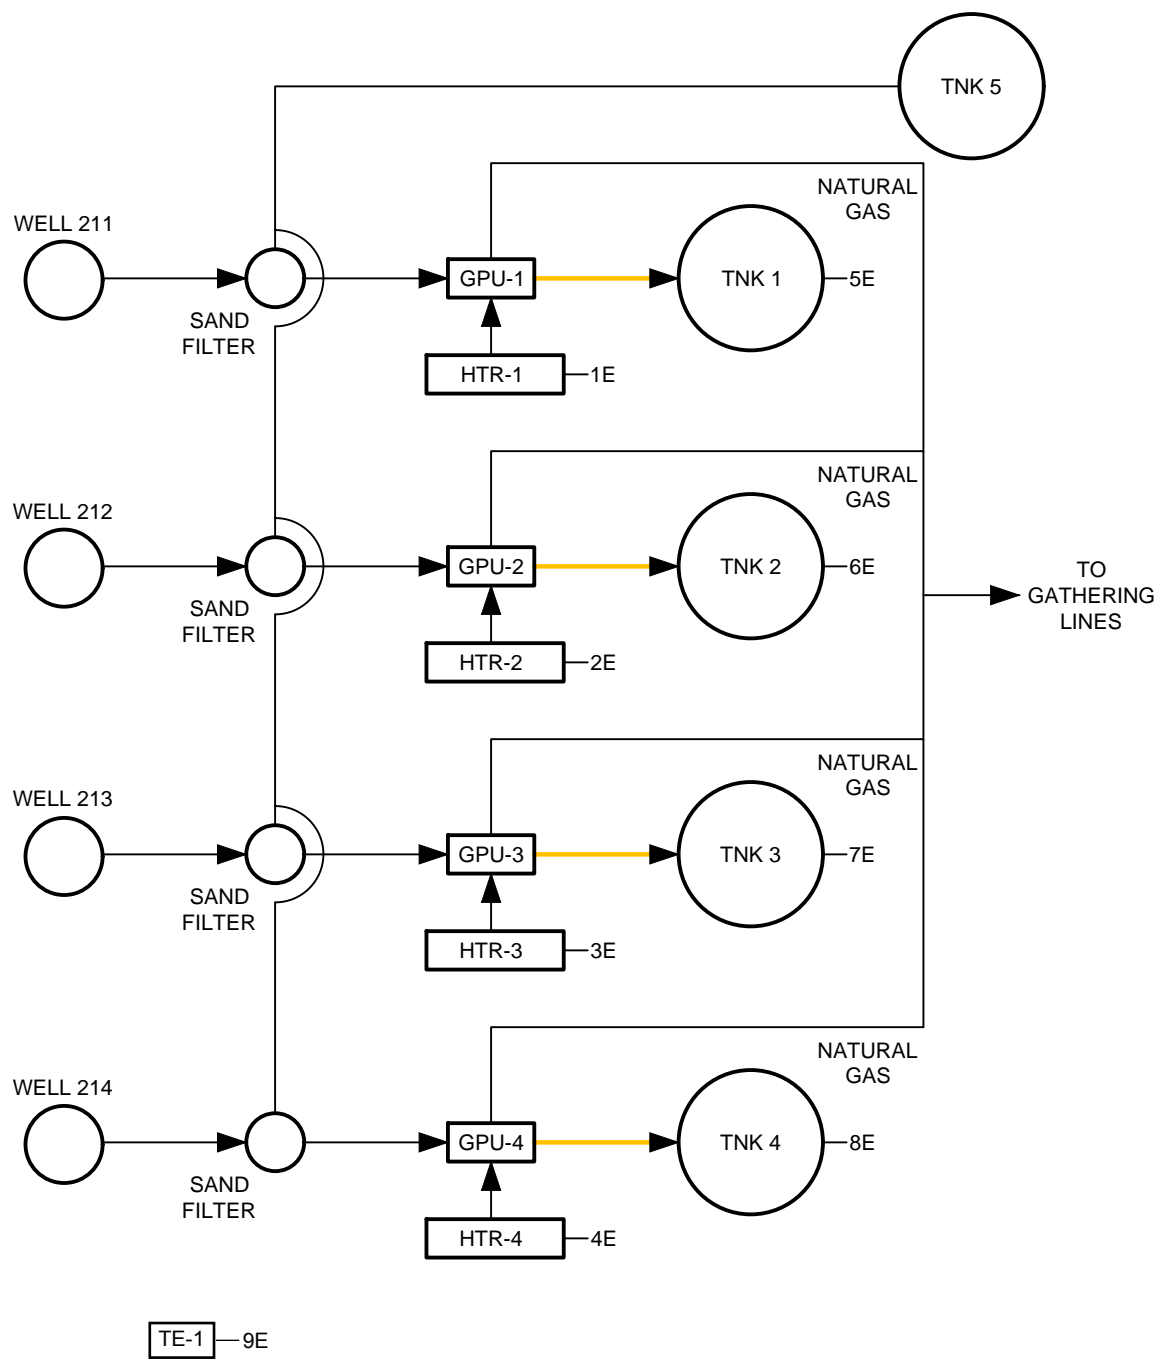 TNK 5
NATURAL
GAS
WELL 211
GPU-1
TNK 1
5E
SAND
FILTER
HTR-1
1E
NATURAL
GAS
WELL 212
GPU-2
TNK 2
6E
TO
GATHERING
LINES
SAND
FILTER
HTR-2
2E
NATURAL
GAS
WELL 213
GPU-3
TNK 3
7E
SAND
FILTER
HTR-3
3E
NATURAL
GAS
WELL 214
GPU-4
TNK 4
8E
SAND
FILTER
HTR-4
4E
TE-1
9E